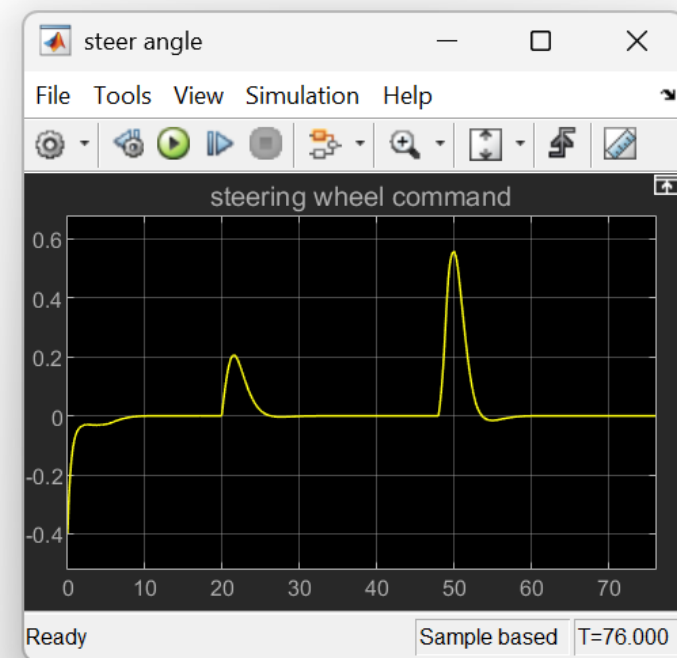 steer angle
File Tools View Simulation Help
steering wheel command
0.6
0.4
0.2
0
-0.2
-0.4
0 10 20 30 40 50 60 70
Ready Sample based T=76.000